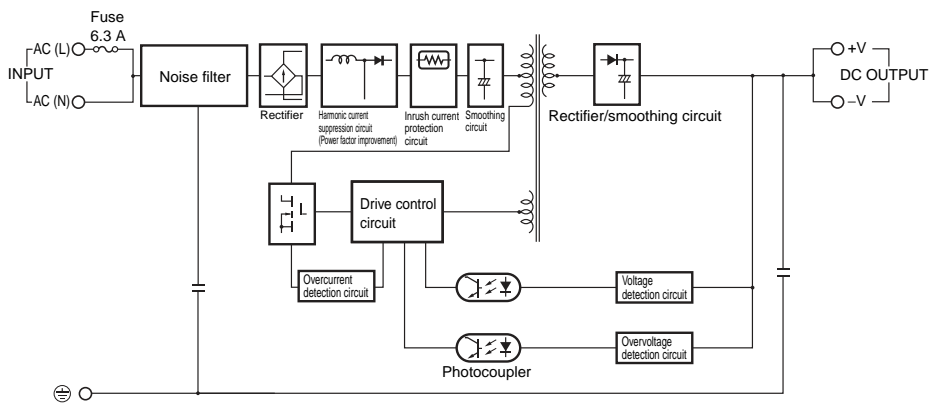 Fuse
6.3 A
AC (L)
INPUT
AC (N)
Noise filter
Rectifier
Harmonic current
suppression circuit
(Power factor improvement)
Inrush current
protection
circuit
Smoothing
circuit
Rectifier/smoothing circuit
+V
DC OUTPUT
–V
Drive control
circuit
Overcurrent
detection circuit
Voltage
detection circuit
Overvoltage
detection circuit
Photocoupler